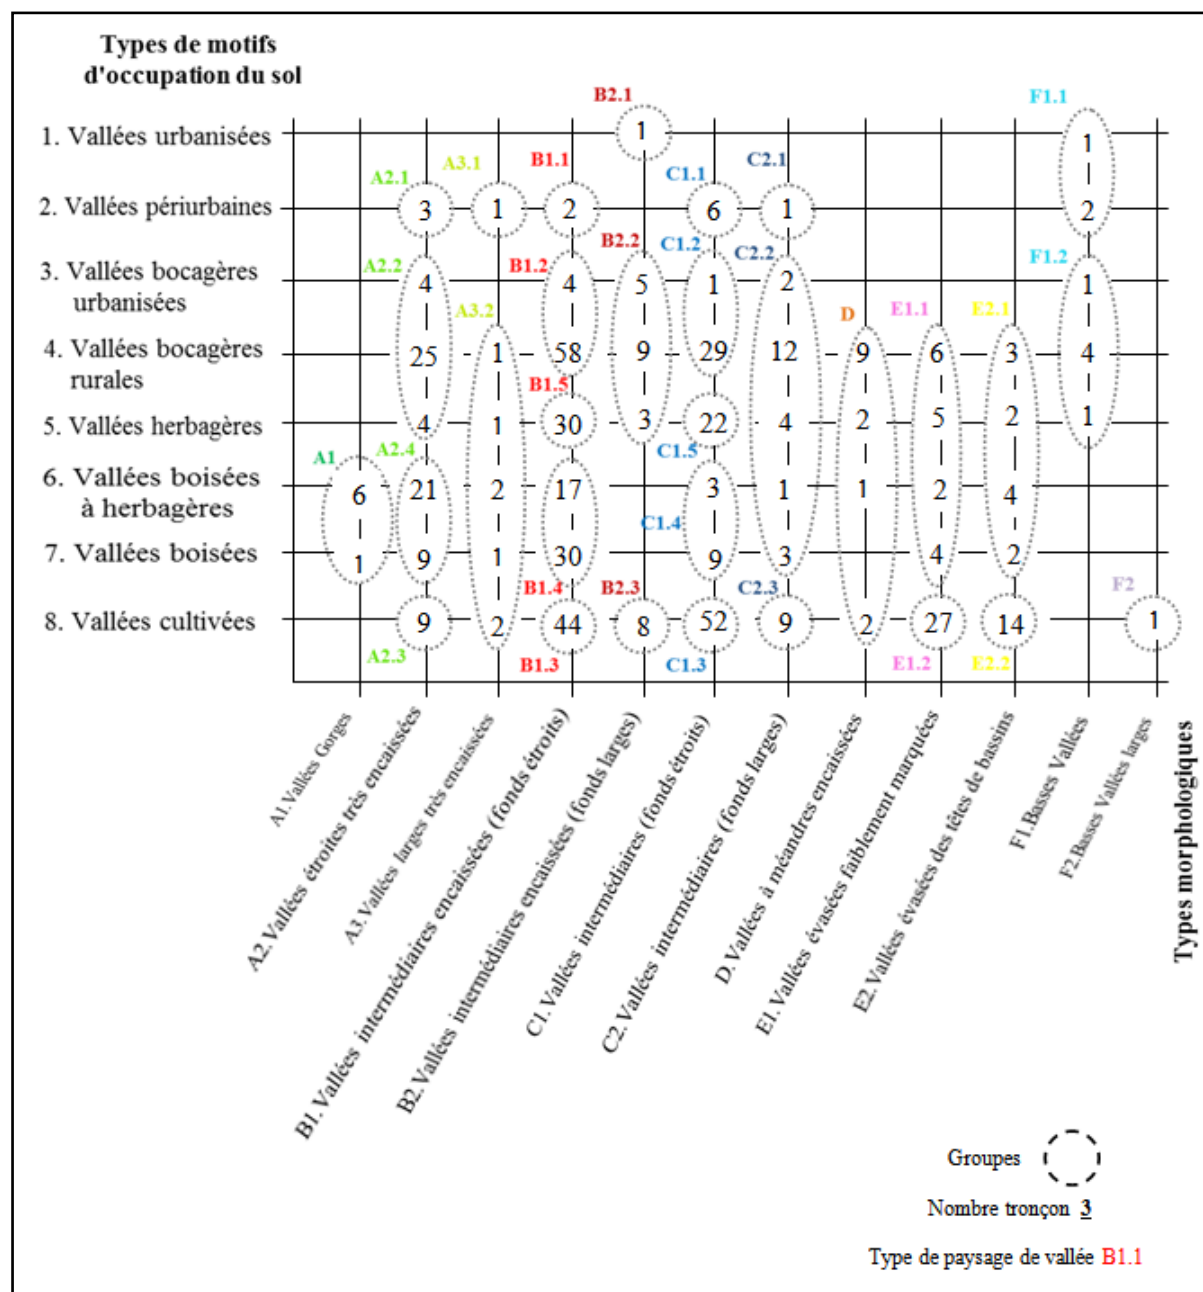 Types de motifs
d'occupation du sol
B2.1
F1.1
1. Vallées urbanisées
1
1
A2.1
A3.1
B1.1
C1.1
C2.1
2. Vallées périurbaines
3
1
2
6
1
2
A2.2
B1.2
B2.2
C1.2
C2.2
F1.2
3. Vallées bocagères
urbanisées
4
4
5
1
2
1
A3.2
D
E1.1
E2.1
4. Vallées bocagères
rurales
25
1
58
9
29
12
9
6
3
4
B1.5
5. Vallées herbagères
4
1
30
3
22
4
2
5
2
1
A1
A2.4
C1.5
6. Vallées boisées
à herbagères
6
21
2
17
3
1
1
2
4
C1.4
7. Vallées boisées
1
9
1
30
9
3
4
2
B1.4
B2.3
C2.3
F2
8. Vallées cultivées
9
2
44
8
52
9
2
27
14
1
A2.3
B1.3
C1.3
E1.2
E2.2
A1.Vallées Gorges
A2.Vallées étroites très encaissées
A3.Vallées larges très encaissées
B1.Vallées intermédiaires encaissées (fonds étroits)
B2.Vallées intermédiaires encaissées (fonds larges)
C1.Vallées intermédiaires (fonds étroits)
C2.Vallées intermédiaires (fonds larges)
D.Vallées à méandres encaissées
E1.Vallées évasées faiblement marquées
E2.Vallées évasées des têtes de bassins
F1.Basses Vallées
F2.Basses Vallées larges
Types morphologiques
Groupes
Nombre tronçon 3
Type de paysage de vallée B1.1